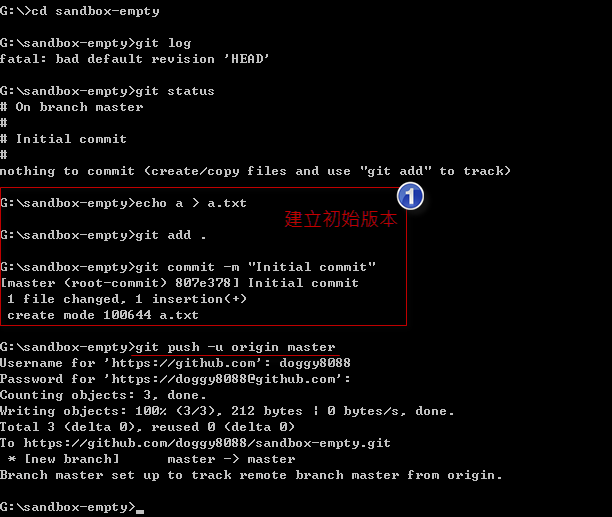 G:\>cd sandbox-empty
G:\sandbox-empty>git log
fatal: bad default revision 'HEAD'
G:\sandbox-empty>git status
# On branch master
#
# Initial commit
#
nothing to commit (create/copy files and use "git add" to track)
G:\sandbox-empty>echo a > a.txt
1
建立初始版本
G:\sandbox-empty>git add .
G:\sandbox-empty>git commit -m "Initial commit"
[master (root-commit) 807e378] Initial commit
 1 file changed, 1 insertion(+)
 create mode 100644 a.txt
G:\sandbox-empty>git push -u origin master
Username for 'https://github.com': doggy8088
Password for 'https://doggy8088@github.com':
Counting objects: 3, done.
Writing objects: 100% (3/3), 212 bytes | 0 bytes/s, done.
Total 3 (delta 0), reused 0 (delta 0)
To https://github.com/doggy8088/sandbox-empty.git
 * [new branch]      master -> master
Branch master set up to track remote branch master from origin.
G:\sandbox-empty>_